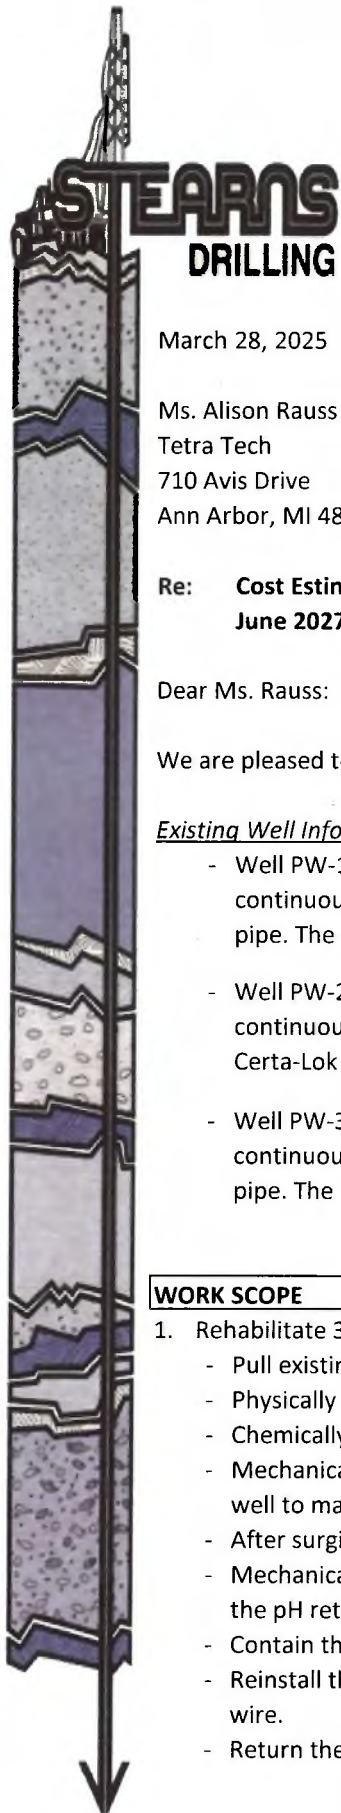 STEARNS
DRILLING
March 28, 2025
Ms. Alison Rauss
Tetra Tech
710 Avis Drive
Ann Arbor, MI 48
Re: Cost Estin
June 2027
Dear Ms. Rauss:
We are pleased t
Existing Well Info
- Well PW-1
continuou
pipe. The
- Well PW-2
continuou
Certa-Lok
- Well PW-3
continuou
pipe. The
WORK SCOPE
1. Rehabilitate 3
- Pull existin
- Physically
- Chemically
- Mechanica
well to ma
- After surgi
- Mechanica
the pH ret
- Contain th
- Reinstall th
wire.
- Return the